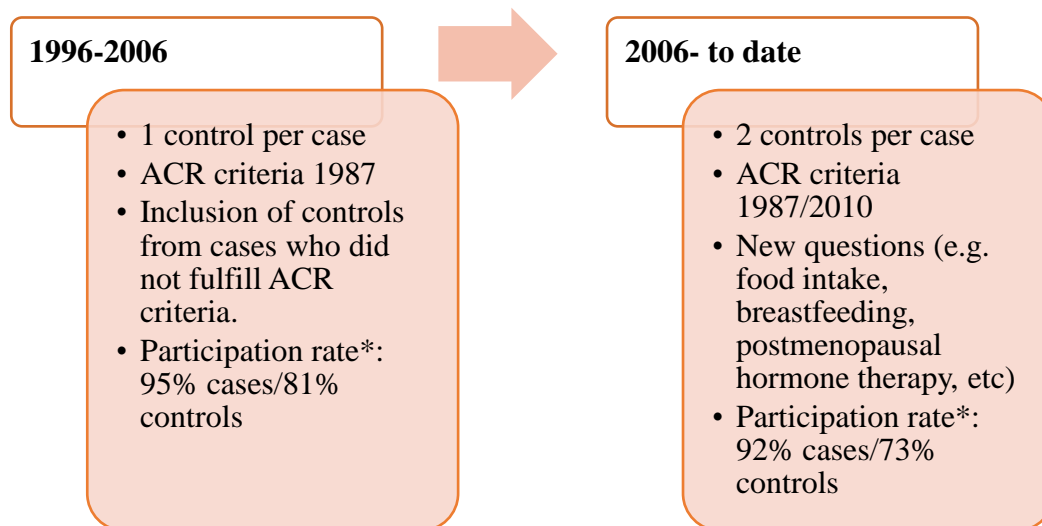 1996-2006
• 1 control per case
• ACR criteria 1987
• Inclusion of controls
from cases who did
not fulfill ACR
criteria.
• Participation rate*:
95% cases/81%
controls
2006- to date
• 2 controls per case
• ACR criteria
1987/2010
• New questions (e.g.
food intake,
breastfeeding,
postmenopausal
hormone therapy, etc)
• Participation rate*:
92% cases/73%
controls